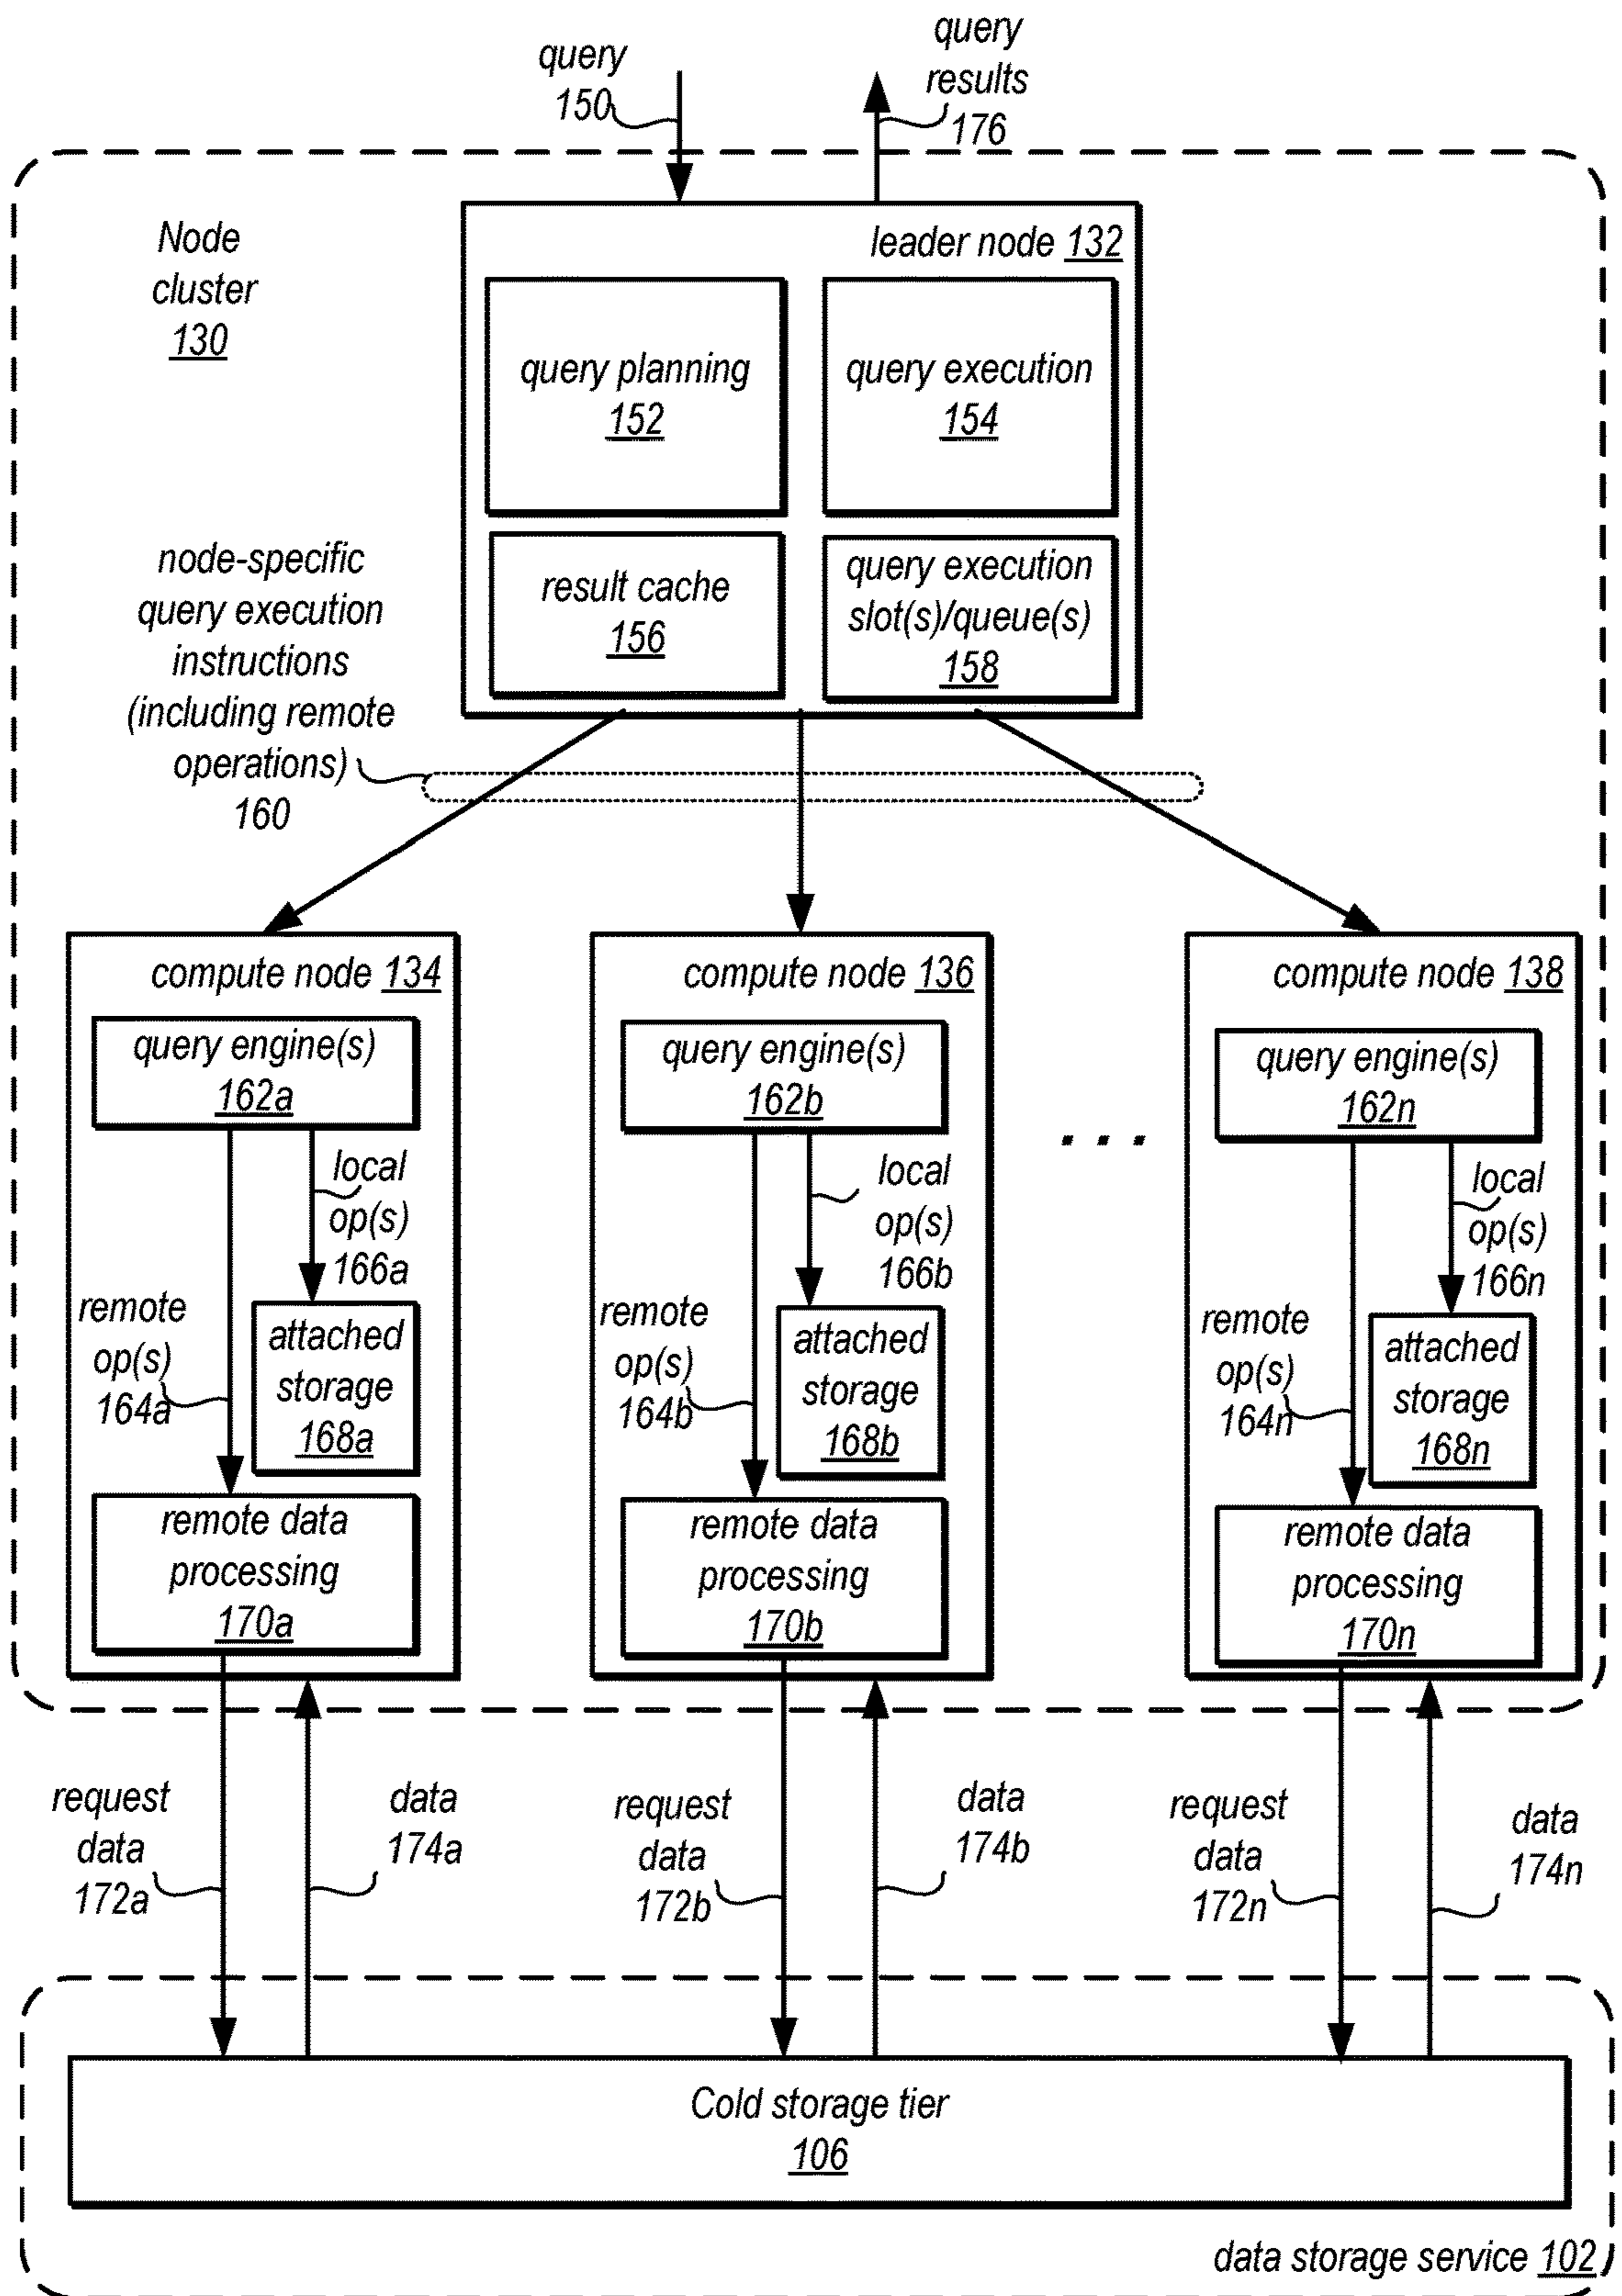 query
150
query
results
176
Node
cluster
130
leader node 132
query planning
152
query execution
154
result cache
156
query execution
slot(s)/queue(s)
158
node-specific
query execution
instructions
(including remote
operations)
160
compute node 134
query engine(s)
162a
local
op(s)
166a
remote
op(s)
164a
attached
storage
168a
remote data
processing
170a
compute node 136
query engine(s)
162b
local
op(s)
166b
remote
op(s)
164b
attached
storage
168b
remote data
processing
170b
. . .
compute node 138
query engine(s)
162n
local
op(s)
166n
remote
op(s)
164n
attached
storage
168n
remote data
processing
170n
request
data
172a
data
174a
request
data
172b
data
174b
request
data
172n
data
174n
Cold storage tier
106
data storage service 102